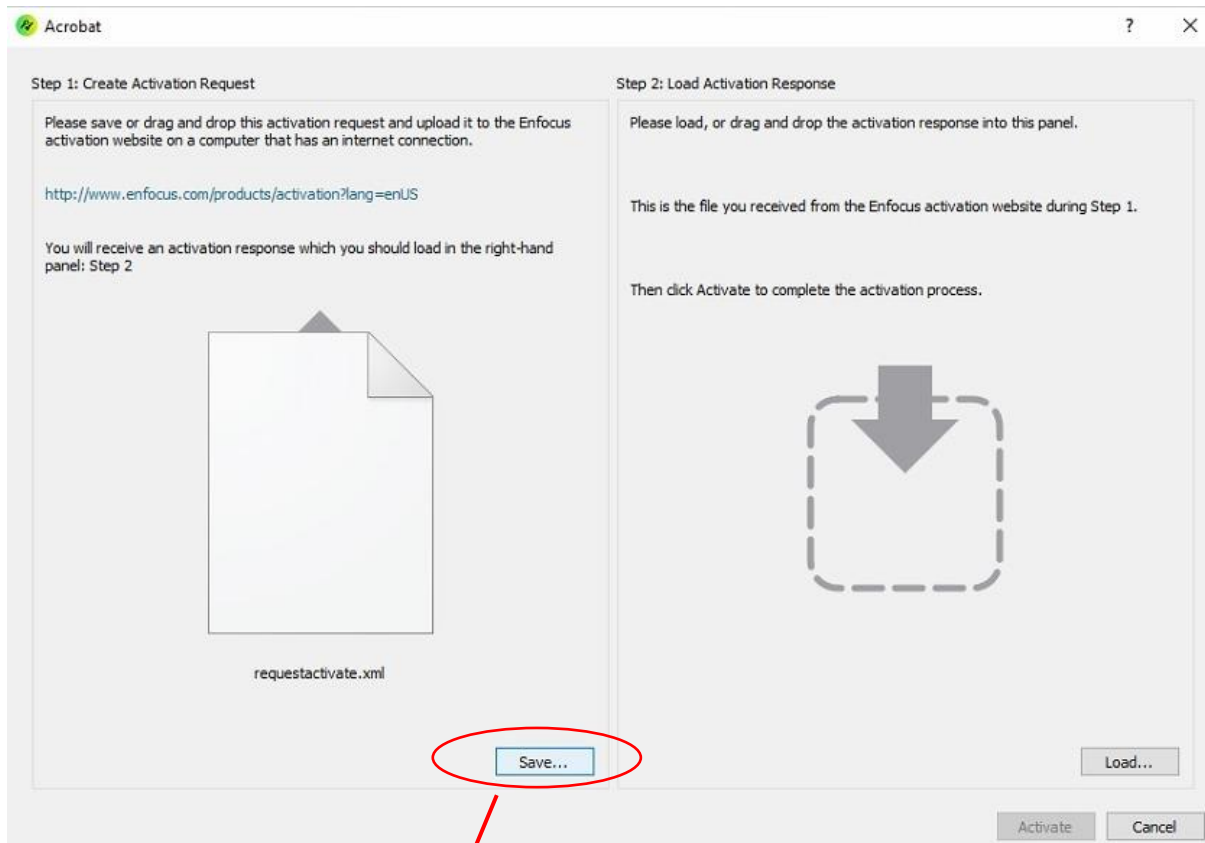 Acrobat
?
Step 1: Create Activation Request
Please save or drag and drop this activation request and upload it to the Enfocus
activation website on a computer that has an internet connection.
http://www.enfocus.com/products/activation?lang=enUS
You will receive an activation response which you should load in the right-hand
panel: Step 2
requestactivate.xml
Save...
Step 2: Load Activation Response
Please load, or drag and drop the activation response into this panel.
This is the file you received from the Enfocus activation website during Step 1.
Then click Activate to complete the activation process.
Load...
Activate
Cancel